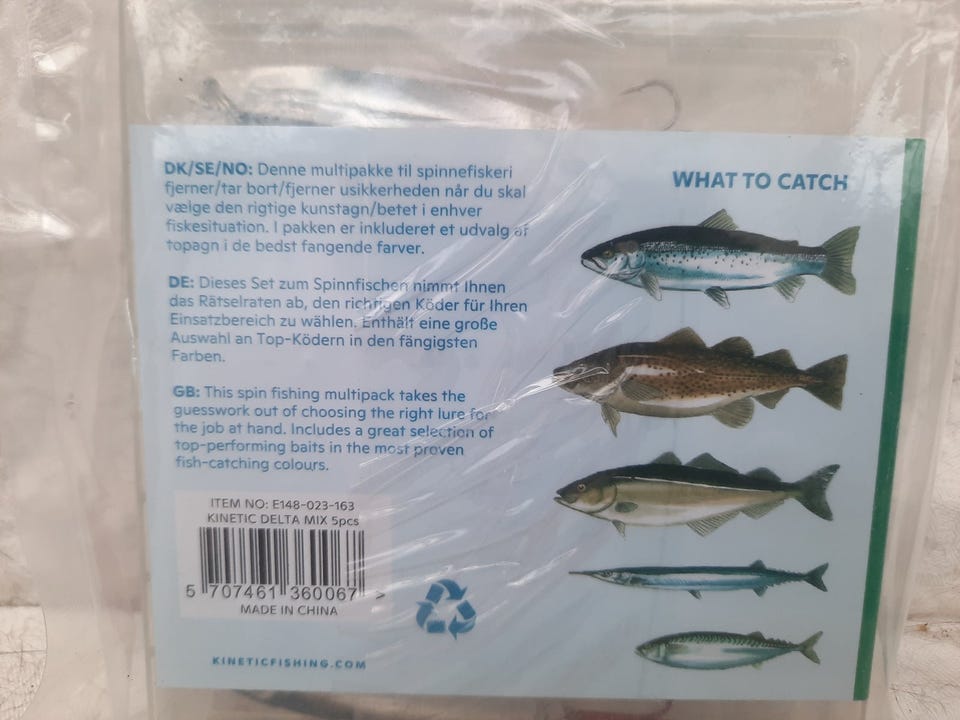 DK/SE/NO: Denne multipakke til spinnefiskeri
fjerner/tar bort/fjerner usikkerheden når du skal
vælge den rigtige kunstagn/betet i enhver
fiskesituation. I pakken er inkluderet et udvalg af
topagn i de bedst fangende farver.
DE: Dieses Set zum Spinnfischen nimmt Ihnen
das Rätselraten ab, den richtigen Köder für Ihren
Einsatzbereich zu wählen. Enthält eine große
Auswahl an Top-Ködern in den fängigsten
Farben.
GB: This spin fishing multipack takes the
guesswork out of choosing the right lure for
the job at hand. Includes a great selection of
top-performing baits in the most proven
fish-catching colours.
ITEM NO: E148-023-163
KINETIC DELTA MIX 5pcs
5 707461 360067 >
MADE IN CHINA
KINETICFISHING.COM
WHAT TO CATCH